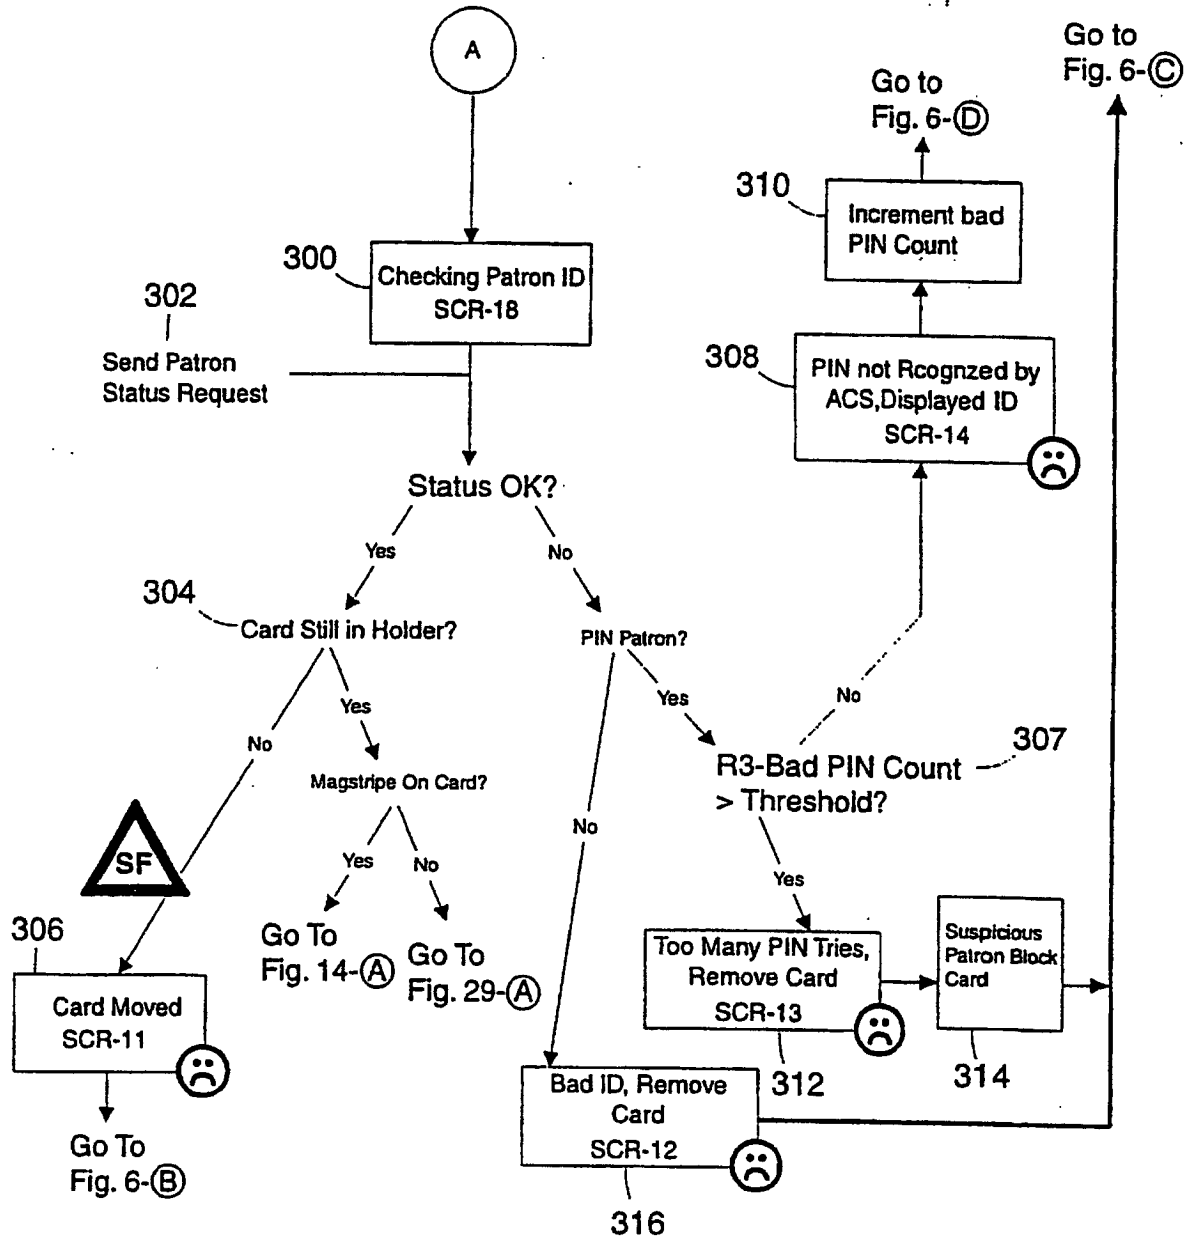 A
Go to
Fig. 6-Ⓒ
Go to
Fig. 6-Ⓓ
310
Increment bad
PIN Count
300
Checking Patron ID
SCR-18
302
Send Patron
Status Request
308
PIN not Rcognzed by
ACS,Displayed ID
SCR-14
Status OK?
Yes
No
304
Card Still in Holder?
PIN Patron?
Yes
No
Yes
No
307
R3-Bad PIN Count
> Threshold?
Magstripe On Card?
No
SF
Yes
No
Yes
306
Go To
Fig. 14-Ⓐ
Go To
Fig. 29-Ⓐ
Too Many PIN Tries,
Remove Card
SCR-13
Suspicious
Patron Block
Card
Card Moved
SCR-11
312
314
Bad ID, Remove
Card
SCR-12
Go To
Fig. 6-Ⓑ
316